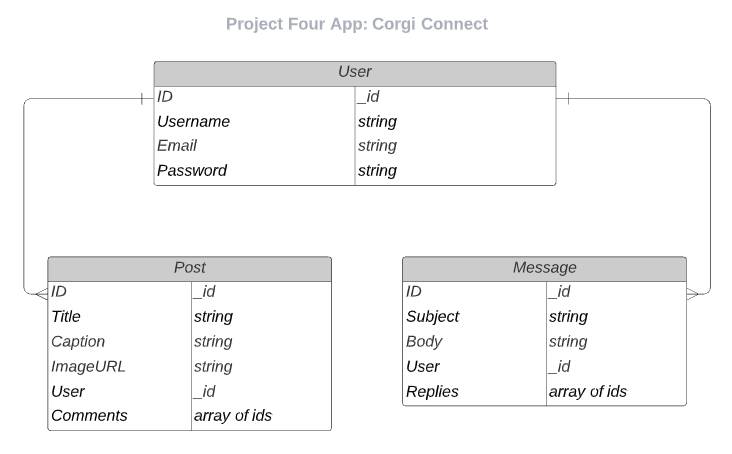 Project Four App: Corgi Connect
User
ID _id
Username string
Email string
Password string
Post
ID _id
Title string
Caption string
ImageURL string
User _id
Comments array of ids
Message
ID _id
Subject string
Body string
User _id
Replies array of ids